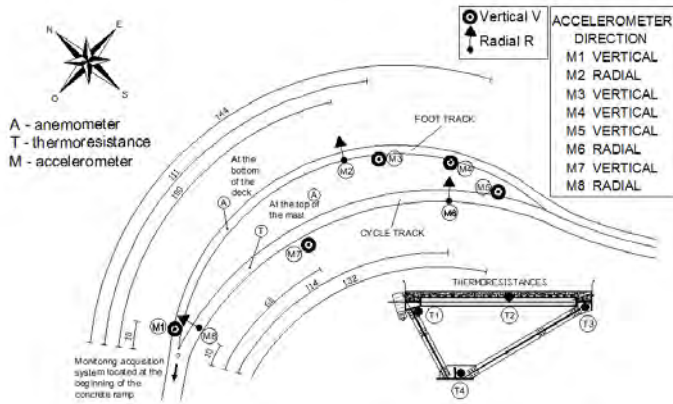 N
E
O
S
A - anemometer
T - thermoresistance
M - accelerometer
Vertical V
Radial R
ACCELEROMETER
DIRECTION
M1 VERTICAL
M2 RADIAL
M3 VERTICAL
M4 VERTICAL
M5 VERTICAL
M6 RADIAL
M7 VERTICAL
M8 RADIAL
144
111
100
FOOT TRACK
At the
bottom
of the
deck
At the top
of the
mast
A
A
T
M2
M3
M4
M5
M6
M7
CYCLE TRACK
M1
M8
10
10
114
132
Monitoring acquisition
system located at the
beginning of the
concrete ramp
THERMORESISTANCES
T1
T2
T3
T4